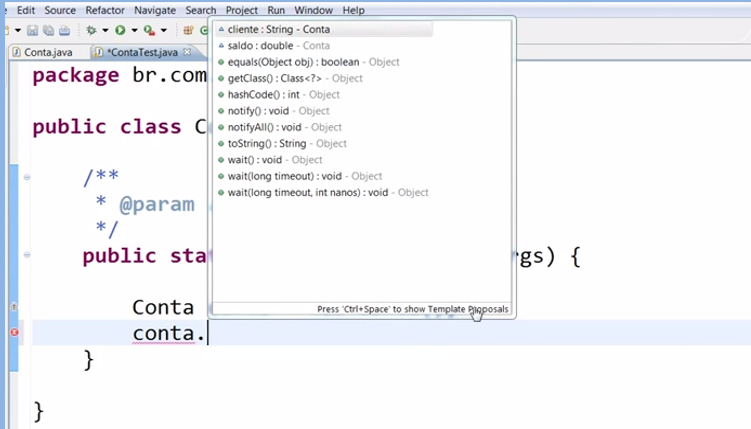 Edit Source Refactor Navigate Search Project Run Window Help
Conta.java *ContaTest.java
package br.com
public class C
/**
* @param
*/
public sta
gs) {
Conta
conta.
}
}
cliente : String - Conta
saldo : double - Conta
equals(Object obj) : boolean - Object
getClass() : Class<?> - Object
hashCode() : int - Object
notify() : void - Object
notifyAll() : void - Object
toString() : String - Object
wait() : void - Object
wait(long timeout) : void - Object
wait(long timeout, int nanos) : void - Object
Press 'Ctrl+Space' to show Template Proposals